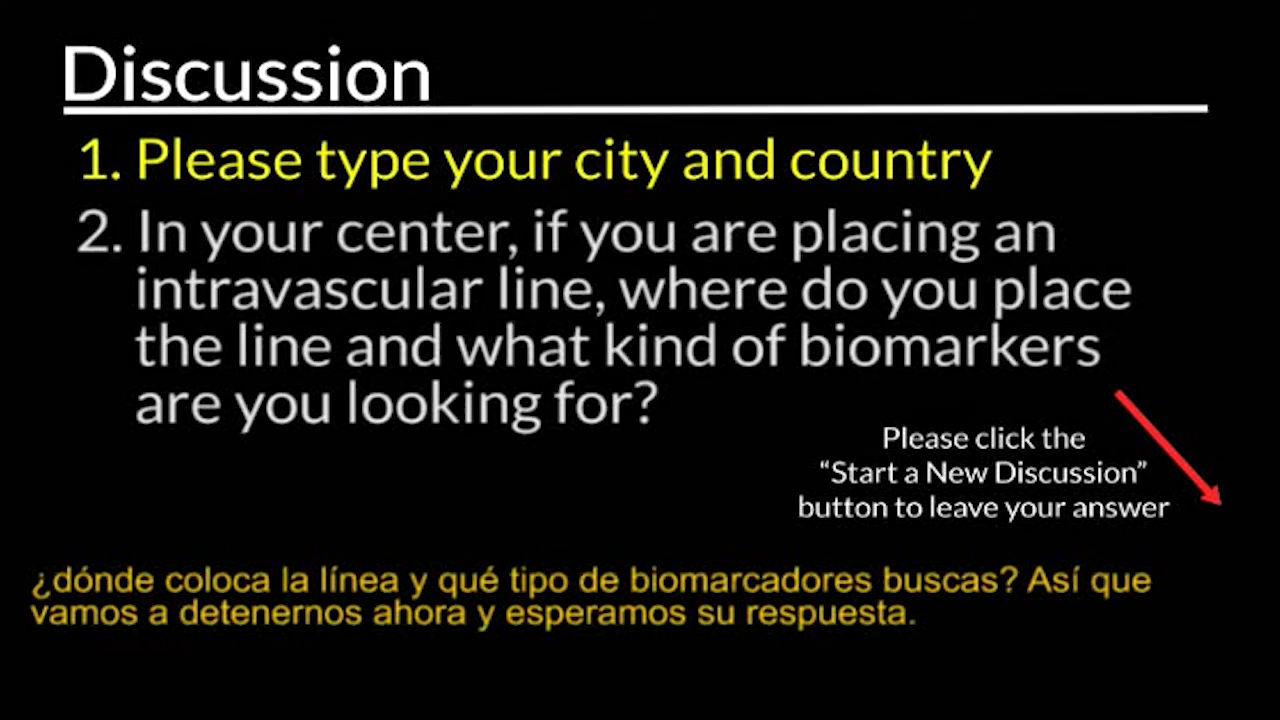 Discussion
1. Please type your city and country
2. In your center, if you are placing an
intravascular line, where do you place
the line and what kind of biomarkers
are you looking for?
Please click the
“Start a New Discussion”
button to leave your answer
¿dónde coloca la línea y qué tipo de biomarcadores buscas? Así que
vamos a detenernos ahora y esperamos su respuesta.